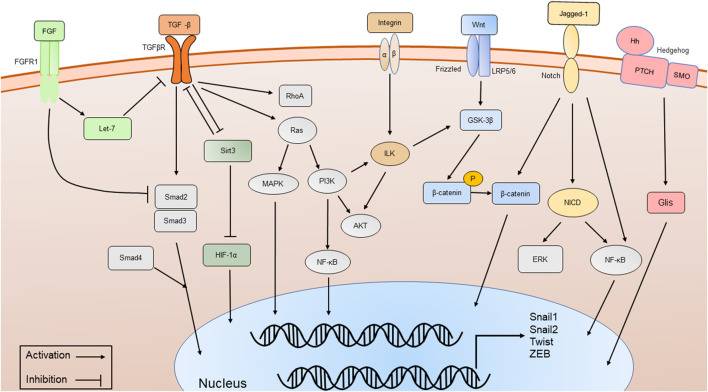 FGF
TGF -β
Integrin
Wnt
Jagged-1
Hh
Hedgehog
FGFR1
TGFβR
α
β
Frizzled
LRP5/6
Notch
PTCH
SMO
RhoA
Let-7
Ras
GSK-3β
Sirt3
ILK
MAPK
PI3K
P
β-catenin
β-catenin
Smad2
Smad3
NICD
Glis
AKT
Smad4
HIF-1α
NF-κB
ERK
NF-κB
Snail1
Snail2
Twist
ZEB
Activation
Inhibition
Nucleus